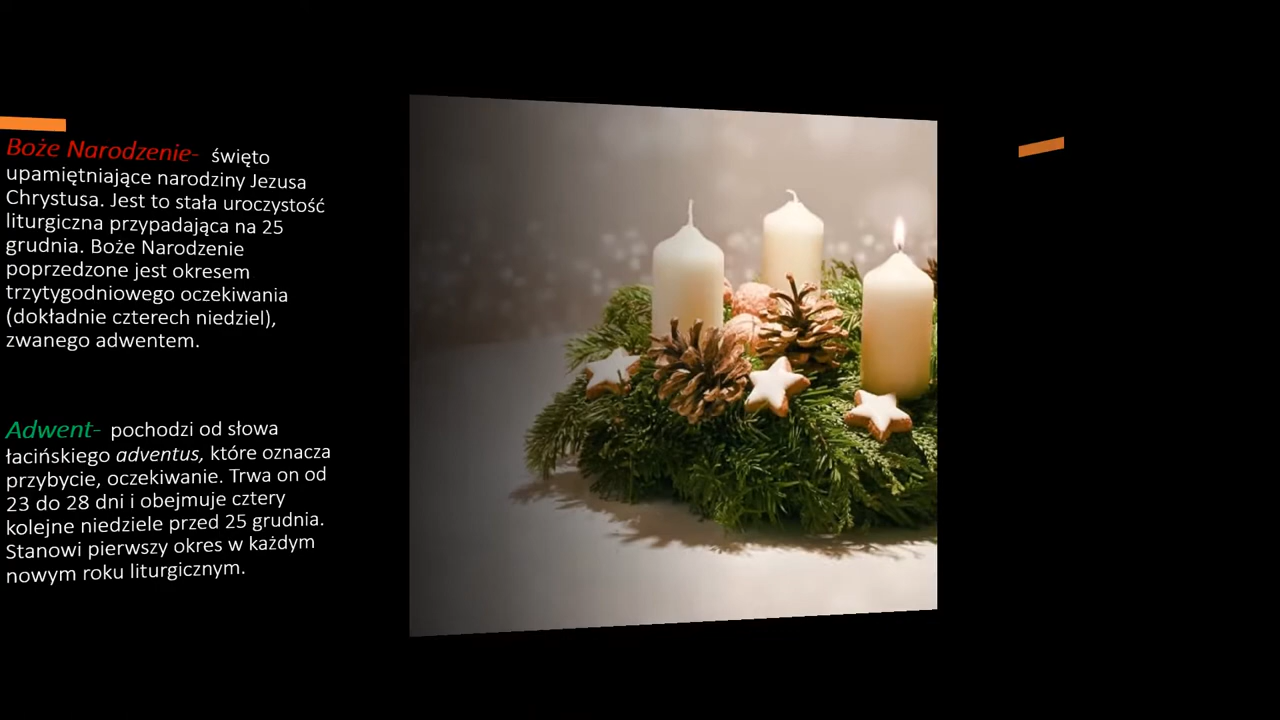 Boże Narodzenie- święto
upamiętniające narodziny Jezusa
Chrystusa. Jest to stała uroczystość
liturgiczna przypadająca na 25
grudnia. Boże Narodzenie
poprzedzone jest okresem
trzytygodniowego oczekiwania
(dokładnie czterech niedziel),
zwanego adwentem.
Adwent- pochodzi od słowa
łacińskiego adventus, które oznacza
przybycie, oczekiwanie. Trwa on od
23 do 28 dni i obejmuje cztery
kolejne niedziele przed 25 grudnia.
Stanowi pierwszy okres w każdym
nowym roku liturgicznym.